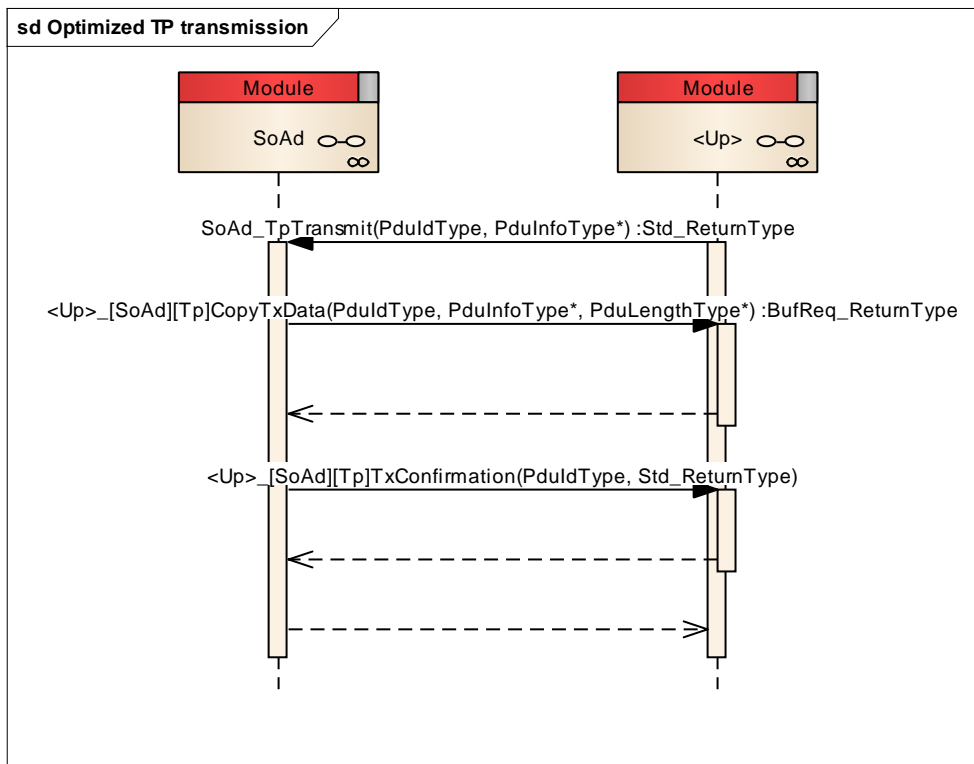 sd Optimized TP transmission
Module
Module
SoAd
<Up>
SoAd_TpTransmit(PduIdType, PduInfoType*) :Std_ReturnType
<Up>_[SoAd][Tp]CopyTxData(PduIdType, PduInfoType*, PduLengthType*) :BufReq_ReturnType
<Up>_[SoAd][Tp]TxConfirmation(PduIdType, Std_ReturnType)